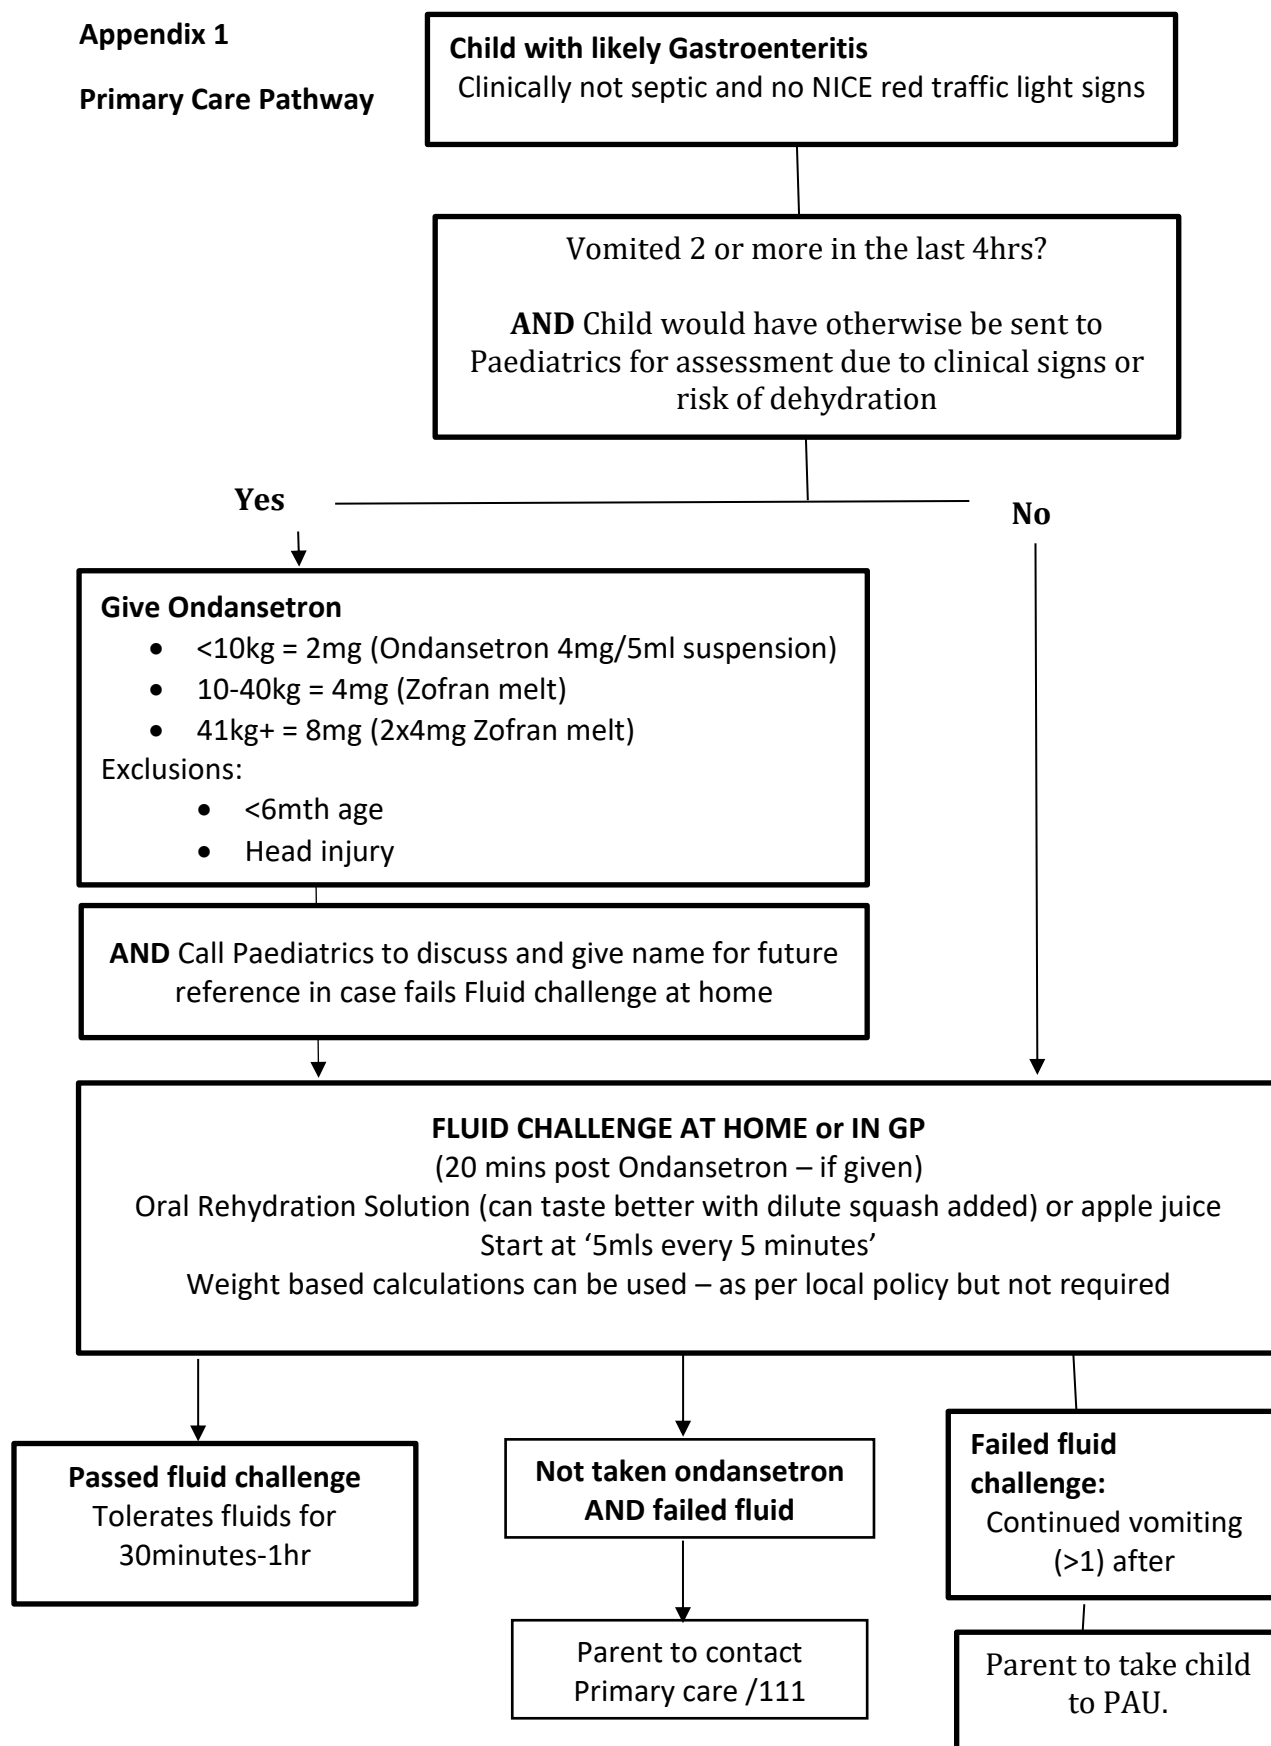 Appendix 1
Primary Care Pathway
Child with likely Gastroenteritis
Clinically not septic and no NICE red traffic light signs
Vomited 2 or more in the last 4hrs?
AND Child would have otherwise be sent to
Paediatrics for assessment due to clinical signs or
risk of dehydration
Yes
No
Give Ondansetron
• <10kg = 2mg (Ondansetron 4mg/5ml suspension)
• 10-40kg = 4mg (Zofran melt)
• 41kg+ = 8mg (2x4mg Zofran melt)
Exclusions:
• <6mth age
• Head injury
AND Call Paediatrics to discuss and give name for future
reference in case fails Fluid challenge at home
FLUID CHALLENGE AT HOME or IN GP
(20 mins post Ondansetron – if given)
Oral Rehydration Solution (can taste better with dilute squash added) or apple juice
Start at ‘5mls every 5 minutes’
Weight based calculations can be used – as per local policy but not required
Passed fluid challenge
Tolerates fluids for
30minutes-1hr
Not taken ondansetron
AND failed fluid
Parent to contact
Primary care /111
Failed fluid
challenge:
Continued vomiting
(>1) after
Parent to take child
to PAU.